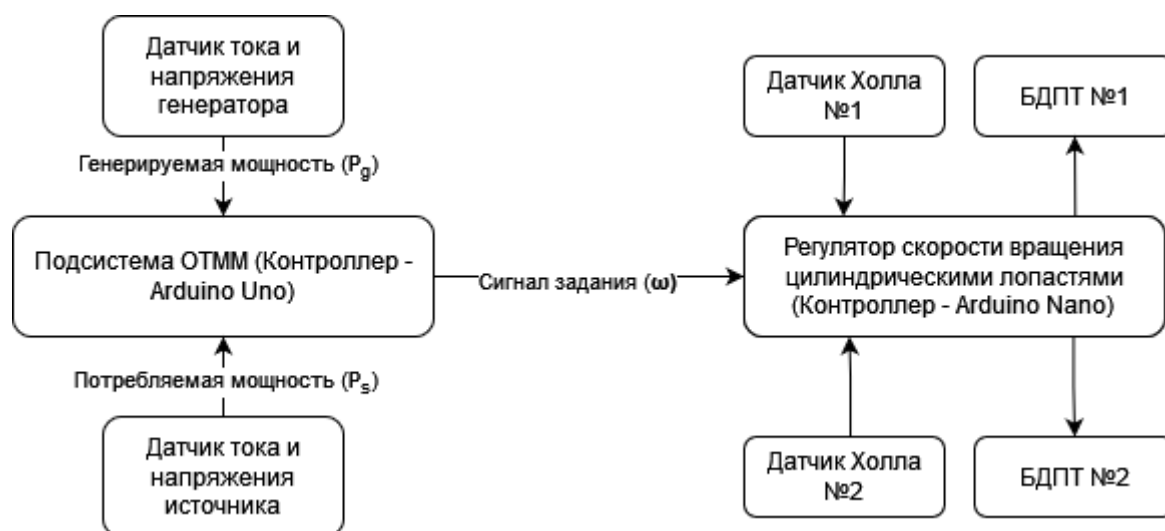 Датчик тока и
напряжения
генератора
Генерируемая мощность (Pg)
Подсистема ОТММ (Контроллер -
Arduino Uno)
Потребляемая мощность (Ps)
Датчик тока и
напряжения
источника
Сигнал задания (ω)
Датчик Холла
№1
БДПТ №1
Регулятор скорости вращения
цилиндрическими лопастями
(Контроллер - Arduino Nano)
Датчик Холла
№2
БДПТ №2